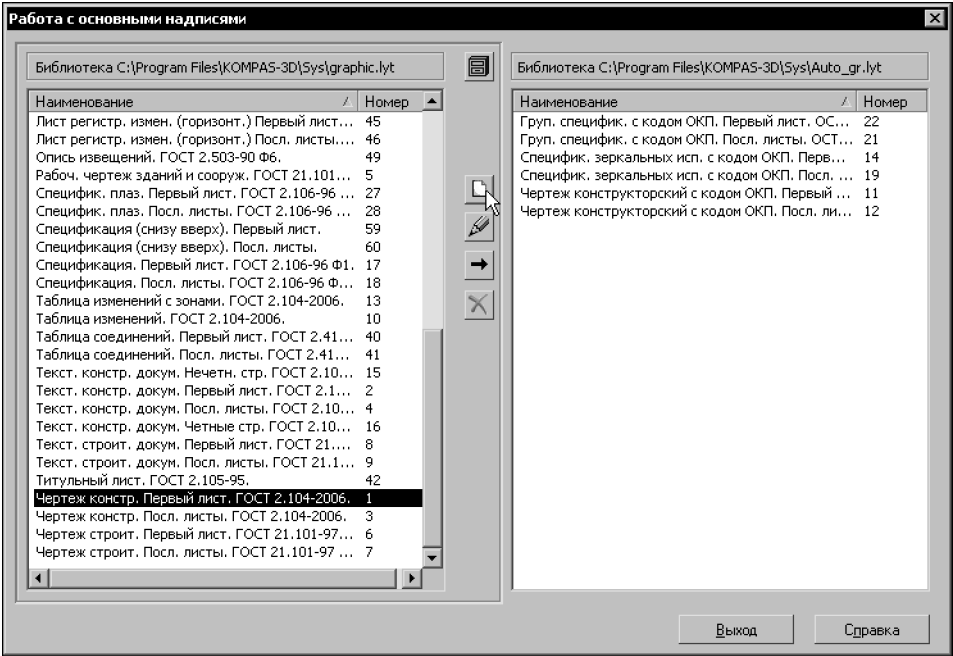 Работа с основными надписями
Библиотека C:\Program Files\KOMPAS-3D\Sys\graphic.lyt
Наименование Номер
Лист регистр. измен. (горизонт.) Первый лист... 45
Лист регистр. измен. (горизонт.) Посл. листы.... 46
Опись извещений. ГОСТ 2.503-90 Ф6. 49
Рабоч. чертеж зданий и сооруж. ГОСТ 21.101... 5
Специфик. плаз. Первый лист. ГОСТ 2.106-96 ... 27
Специфик. плаз. Посл. листы. ГОСТ 2.106-96 ... 28
Спецификация (снизу вверх). Первый лист. 59
Спецификация (снизу вверх). Посл. листы. 60
Спецификация. Первый лист. ГОСТ 2.106-96 Ф1. 17
Спецификация. Посл. листы. ГОСТ 2.106-96 Ф... 18
Таблица изменений с зонами. ГОСТ 2.104-2006. 13
Таблица изменений. ГОСТ 2.104-2006. 10
Таблица соединений. Первый лист. ГОСТ 2.41... 40
Таблица соединений. Посл. листы. ГОСТ 2.41... 41
Текст. констр. докум. Нечетн. стр. ГОСТ 2.10... 15
Текст. констр. докум. Первый лист. ГОСТ 2.1... 2
Текст. констр. докум. Посл. листы. ГОСТ 2.10... 4
Текст. констр. докум. Четные стр. ГОСТ 2.10... 16
Текст. строит. докум. Первый лист. ГОСТ 21.... 8
Текст. строит. докум. Посл. листы. ГОСТ 21.1... 9
Титульный лист. ГОСТ 2.105-95. 42
Чертеж констр. Первый лист. ГОСТ 2.104-2006. 1
Чертеж констр. Посл. листы. ГОСТ 2.104-2006. 3
Чертеж строит. Первый лист. ГОСТ 21.101-97... 6
Чертеж строит. Посл. листы. ГОСТ 21.101-97 ... 7
Библиотека C:\Program Files\KOMPAS-3D\Sys\Auto_gr.lyt
Наименование Номер
Груп. специфик. с кодом ОКП. Первый лист. ОС... 22
Груп. специфик. с кодом ОКП. Посл. листы. ОСТ... 21
Специфик. зеркальных исп. с кодом ОКП. Перв... 14
Специфик. зеркальных исп. с кодом ОКП. Посл. ... 19
Чертеж конструкторский с кодом ОКП. Первый ... 11
Чертеж конструкторский с кодом ОКП. Посл. ли... 12
Выход
Справка